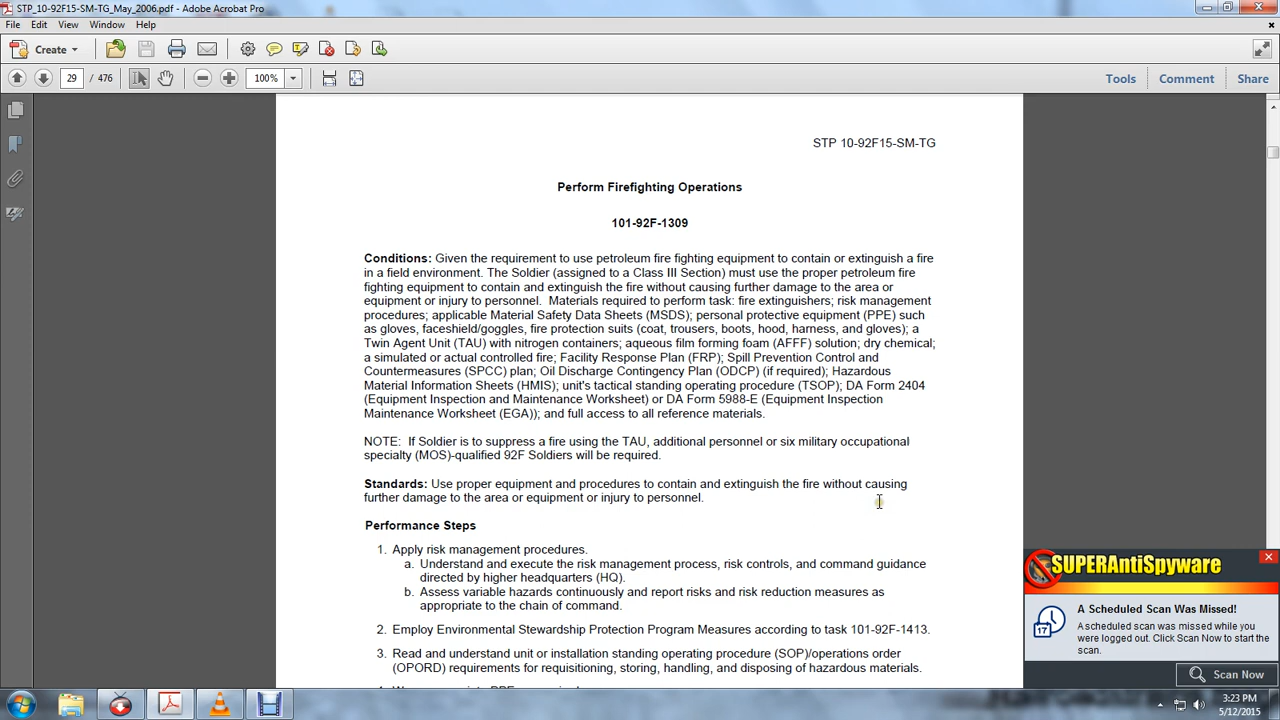 STP_10-92F15-SM-TG_May_2006.pdf - Adobe Acrobat Pro
File Edit View Window Help
Create
29 / 476 100% Tools Comment Share
STP 10-92F15-SM-TG
Perform Firefighting Operations
101-92F-1309
Conditions: Given the requirement to use petroleum fire fighting equipment to contain or extinguish a fire
in a field environment. The Soldier (assigned to a Class III Section) must use the proper petroleum fire
fighting equipment to contain and extinguish the fire without causing further damage to the area or
equipment or injury to personnel. Materials required to perform task: fire extinguishers; risk management
procedures; applicable Material Safety Data Sheets (MSDS); personal protective equipment (PPE) such
as gloves, faceshield/goggles, fire protection suits (coat, trousers, boots, hood, harness, and gloves); a
Twin Agent Unit (TAU) with nitrogen containers; aqueous film forming foam (AFFF) solution; dry chemical;
a simulated or actual controlled fire; Facility Response Plan (FRP); Spill Prevention Control and
Countermeasures (SPCC) plan; Oil Discharge Contingency Plan (ODCP) (if required); Hazardous
Material Information Sheets (HMIS); unit's tactical standing operating procedure (TSOP); DA Form 2404
(Equipment Inspection and Maintenance Worksheet) or DA Form 5988-E (Equipment Inspection
Maintenance Worksheet (EGA)); and full access to all reference materials.
NOTE: If Soldier is to suppress a fire using the TAU, additional personnel or six military occupational
specialty (MOS)-qualified 92F Soldiers will be required.
Standards: Use proper equipment and procedures to contain and extinguish the fire without causing
further damage to the area or equipment or injury to personnel.
Performance Steps
1. Apply risk management procedures.
a. Understand and execute the risk management process, risk controls, and command guidance
directed by higher headquarters (HQ).
b. Assess variable hazards continuously and report risks and risk reduction measures as
appropriate to the chain of command.
2. Employ Environmental Stewardship Protection Program Measures according to task 101-92F-1413.
3. Read and understand unit or installation standing operating procedure (SOP)/operations order
(OPORD) requirements for requisitioning, storing, handling, and disposing of hazardous materials.
SUPERAntiSpyware
17
A Scheduled Scan Was Missed!
A scheduled scan was missed while
you were logged out. Click Scan Now to start the
scan.
Scan Now
3:23 PM
5/12/2015